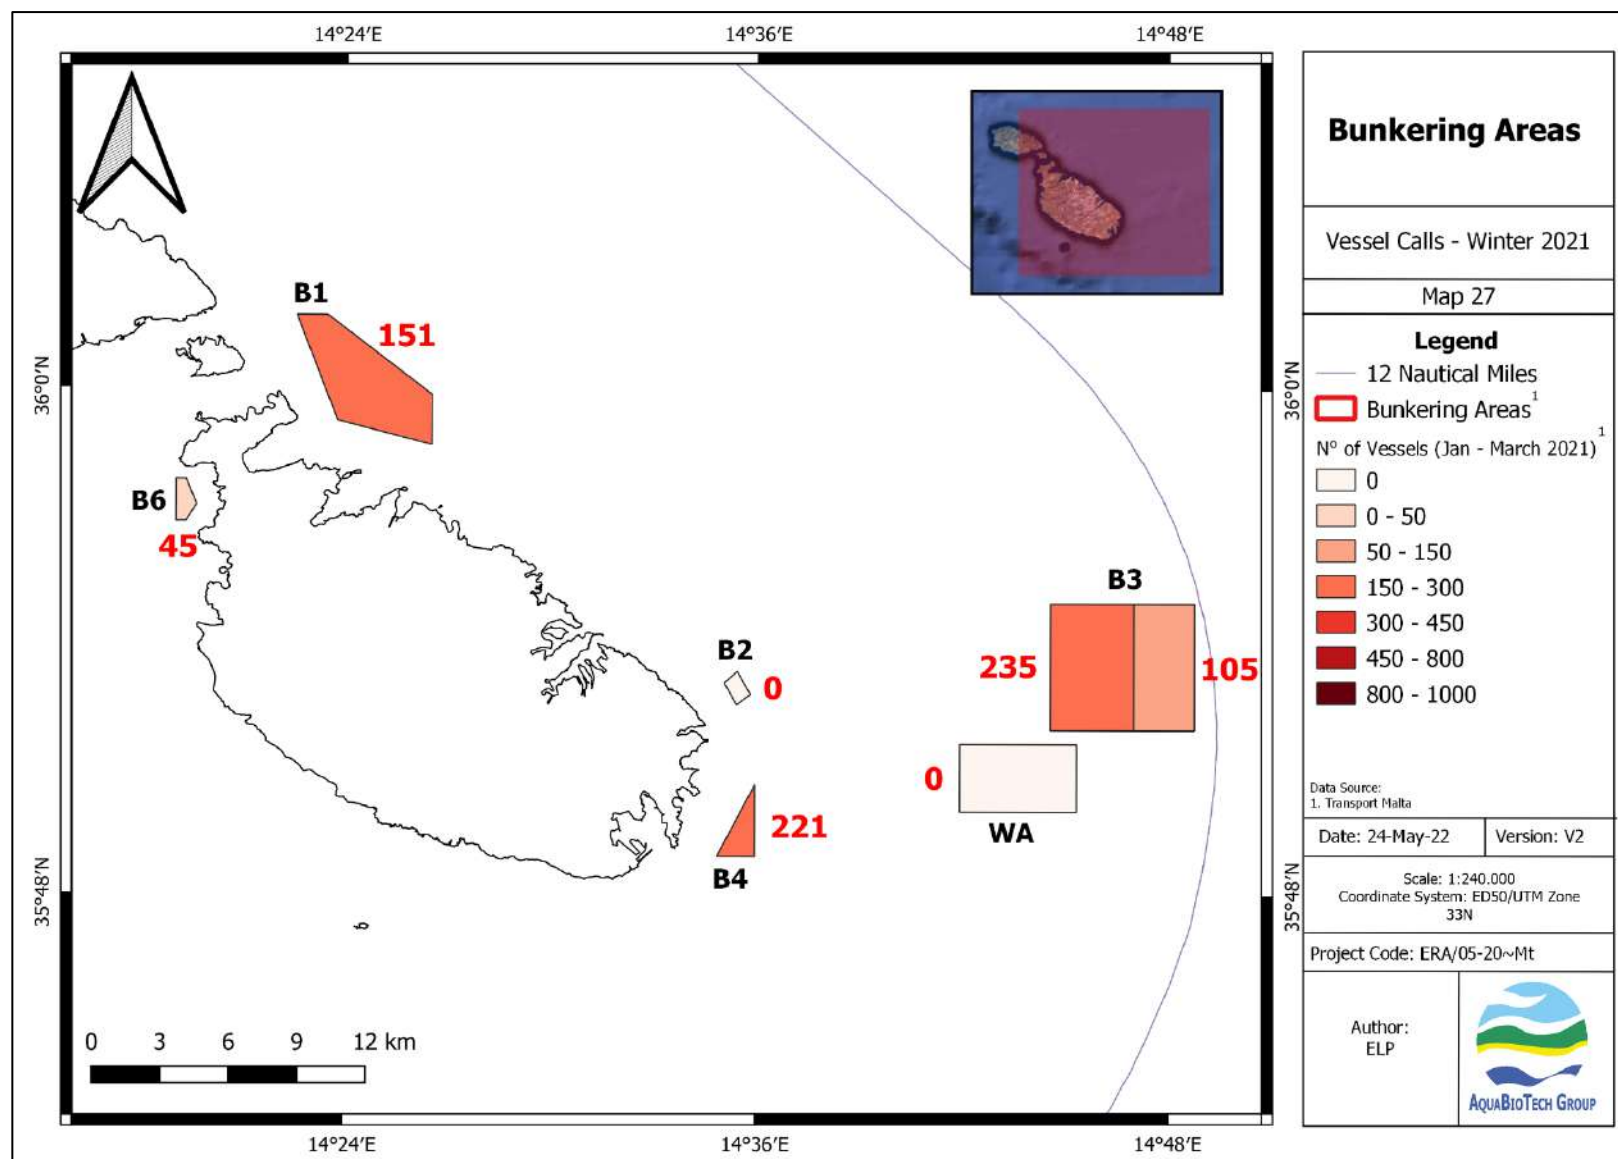 14°24′E
14°36′E
14°48′E
36°0′N
36°0′N
35°48′N
35°48′N
B1
151
B6
45
B2
0
B3
235
105
0
WA
221
B4
0 3 6 9 12 km
14°24′E
14°36′E
14°48′E
Bunkering Areas
Vessel Calls - Winter 2021
Map 27
Legend
12 Nautical Miles
Bunkering Areas¹
Nº of Vessels (Jan - March 2021)¹
0
0 - 50
50 - 150
150 - 300
300 - 450
450 - 800
800 - 1000
Data Source:
1. Transport Malta
Date: 24-May-22
Version: V2
Scale: 1:240.000
Coordinate System: ED50/UTM Zone
33N
Project Code: ERA/05-20~Mt
Author:
ELP
AQUABIOTECH GROUP